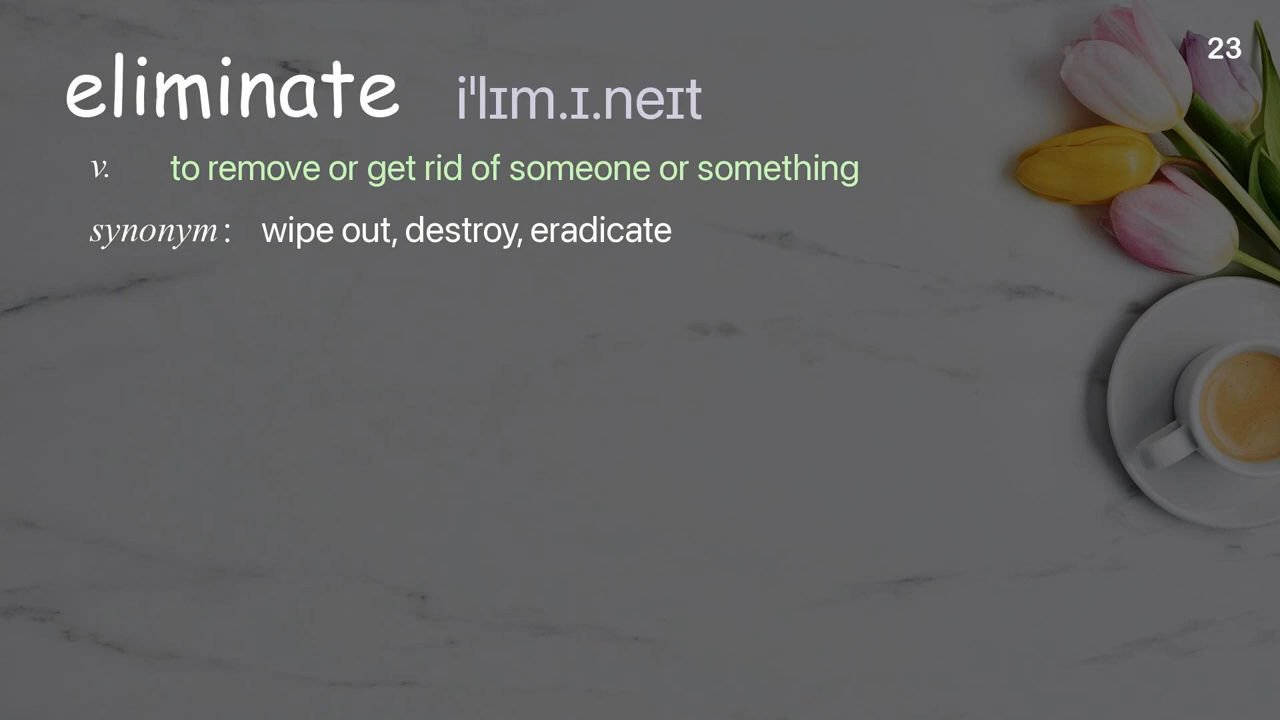 23
eliminate i'lɪm.ɪ.neɪt
v. to remove or get rid of someone or something
synonym: wipe out, destroy, eradicate